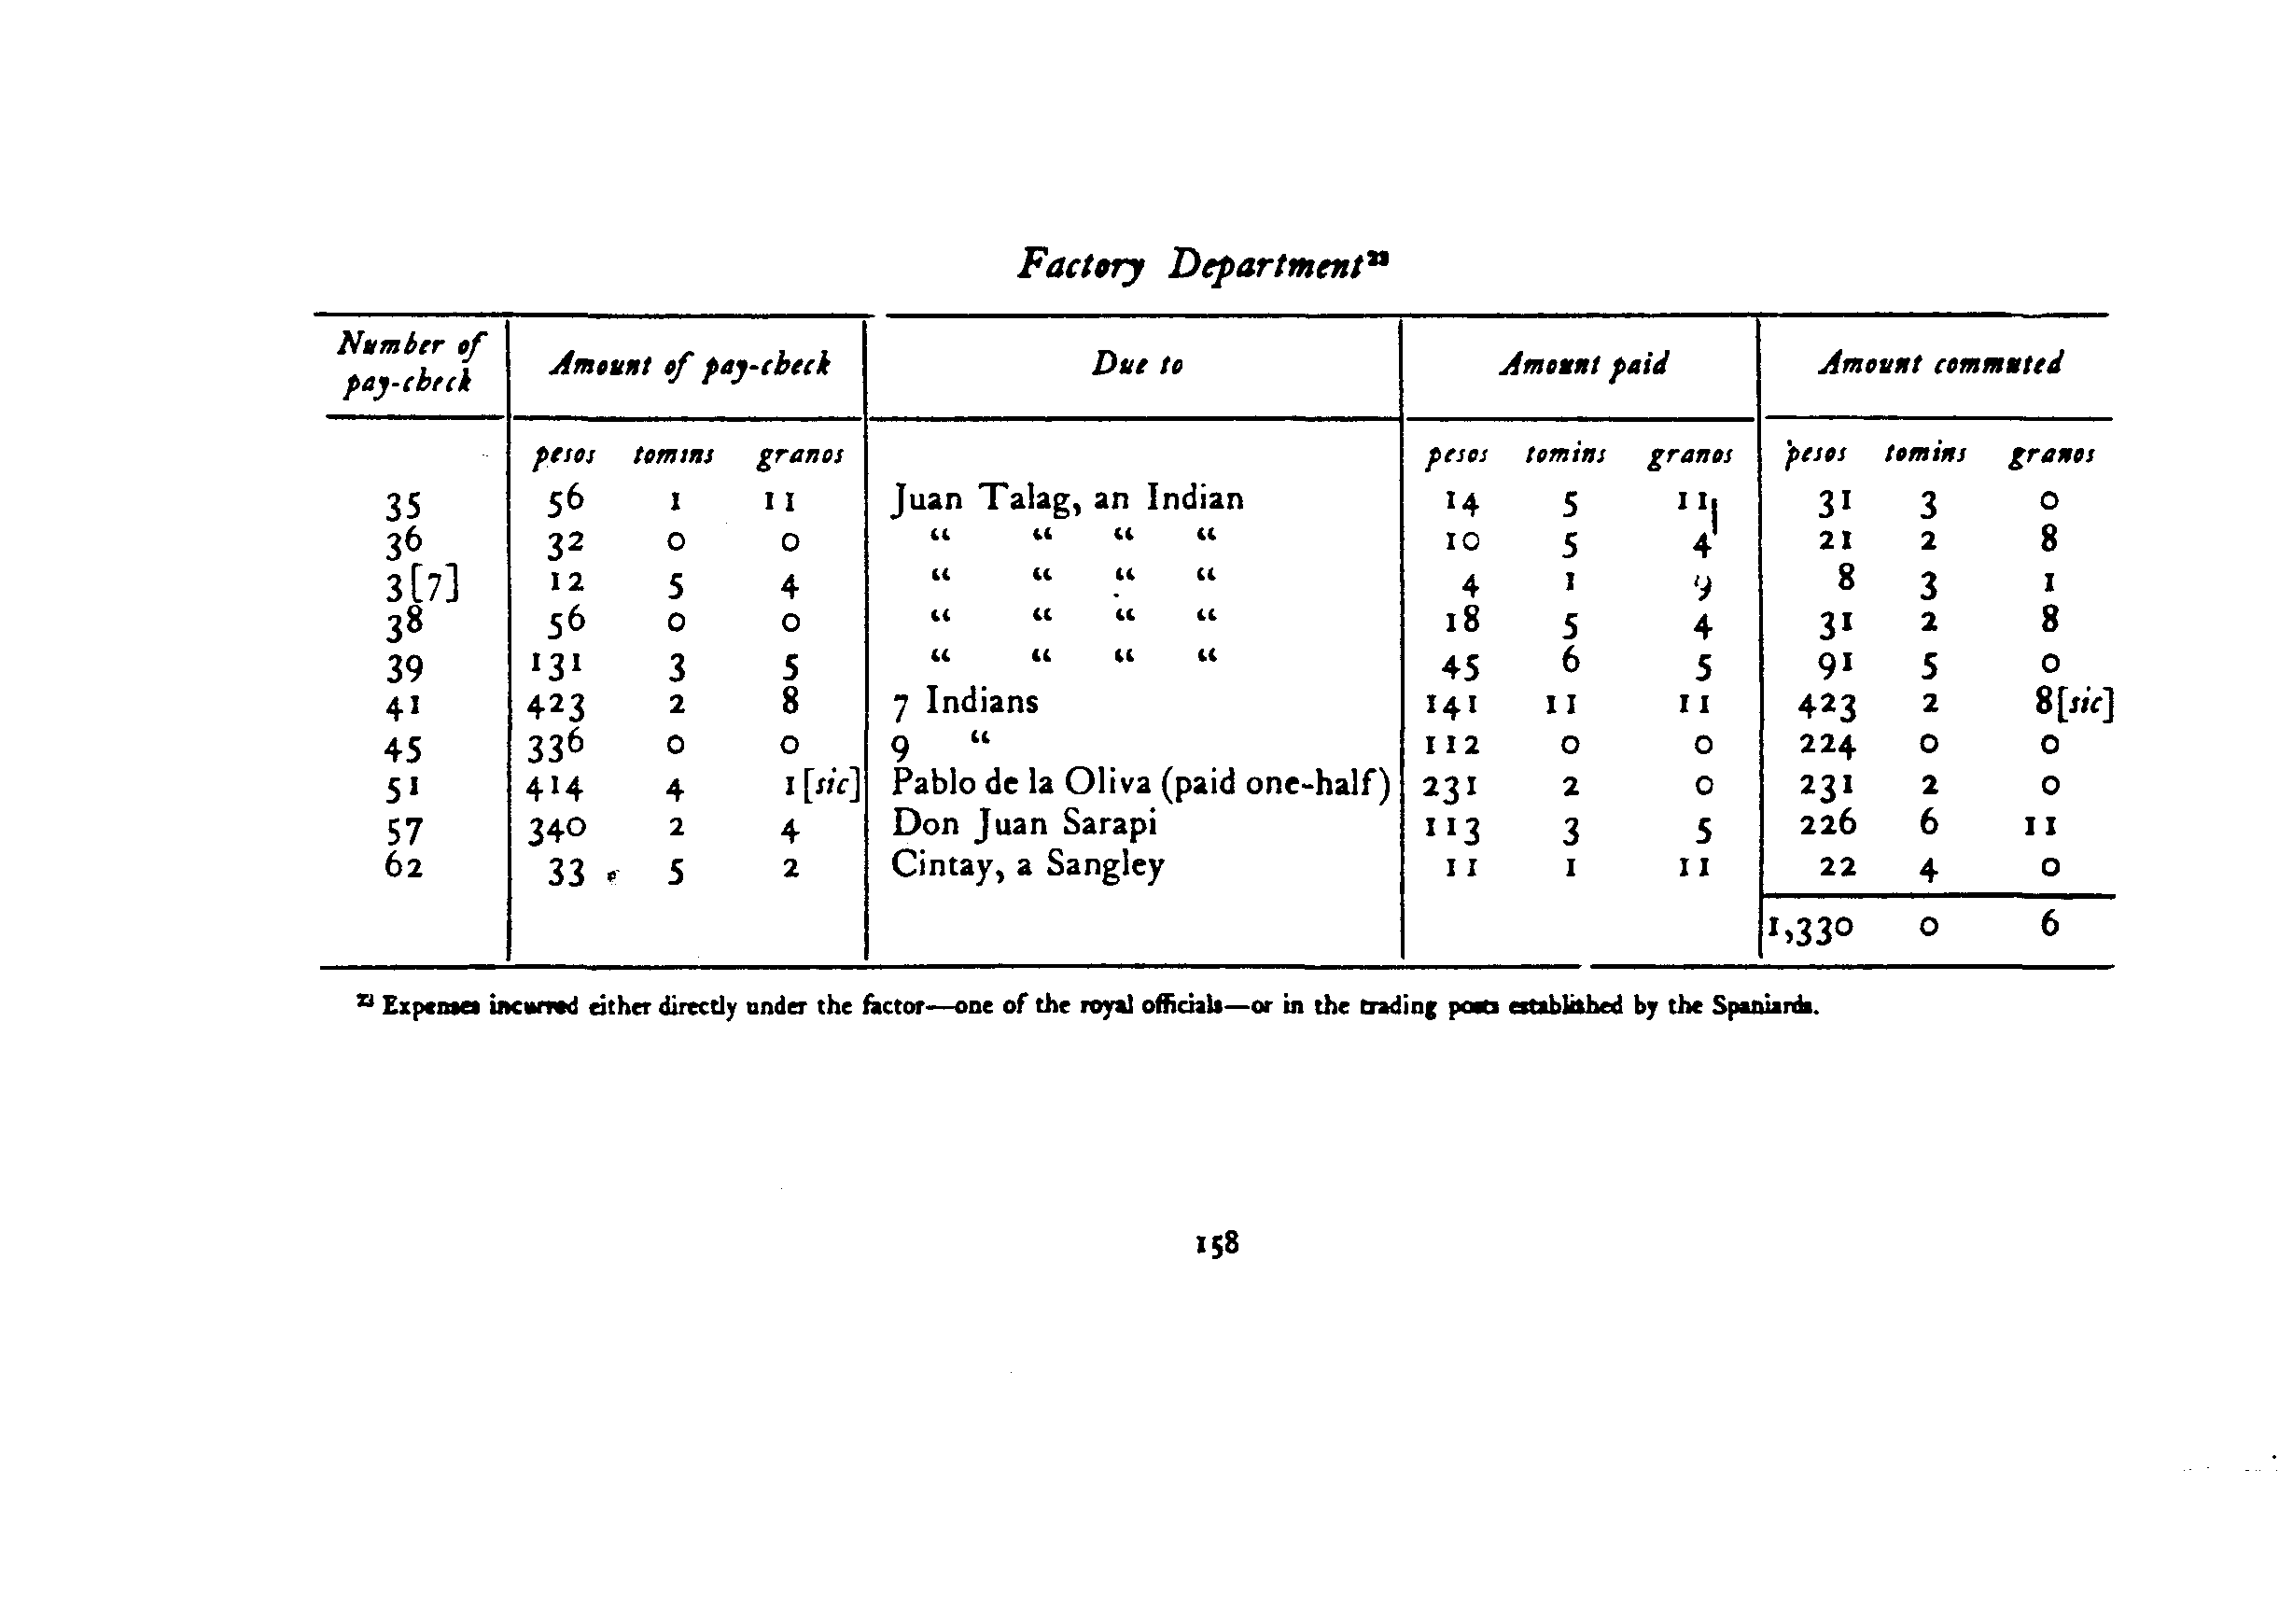 Factory Department²³
Number of pay-check Amount of pay-check Due to Amount paid Amount commuted
pesos tomins granos pesos tomins granos pesos tomins granos
35 56 1 11 Juan Talag, an Indian 14 5 11 31 3 0
36 32 0 0 “ “ “ “ 10 5 4 21 2 8
3[7] 12 5 4 “ “ “ “ 4 1 9 8 3 1
38 56 0 0 “ “ “ “ 18 5 4 31 2 8
39 131 3 5 “ “ “ “ 45 6 5 91 5 0
41 423 2 8 7 Indians 141 11 11 423 2 8[sic]
45 336 0 0 9 “ 112 0 0 224 0 0
51 414 4 1[sic] Pablo de la Oliva (paid one-half) 231 2 0 231 2 0
57 340 2 4 Don Juan Sarapi 113 3 5 226 6 11
62 33 5 2 Cintay, a Sangley 11 1 11 22 4 0
1,330 0 6
²³ Expenses incurred either directly under the factor—one of the royal officials—or in the trading posts established by the Spaniards.
158